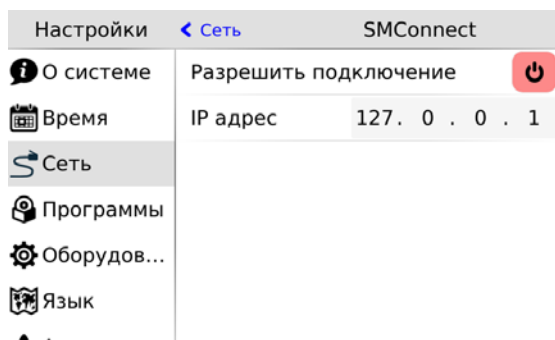 Настройки
Сеть
SMConnect
О системе
Время
Сеть
Программы
Оборудов...
Язык
Разрешить подключение
IP адрес
127. 0 . 0 . 1